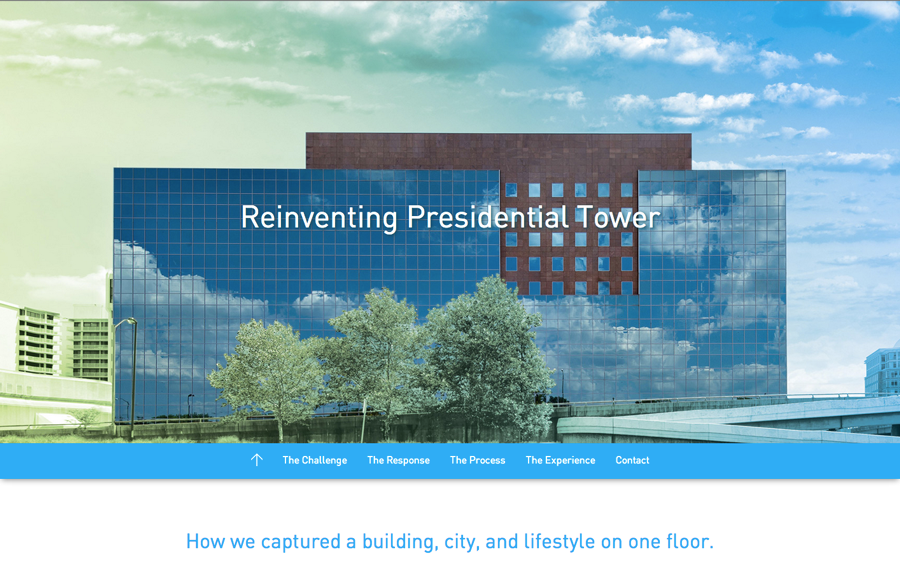 Reinventing Presidential Tower
The Challenge The Response The Process The Experience Contact
How we captured a building, city, and lifestyle on one floor.